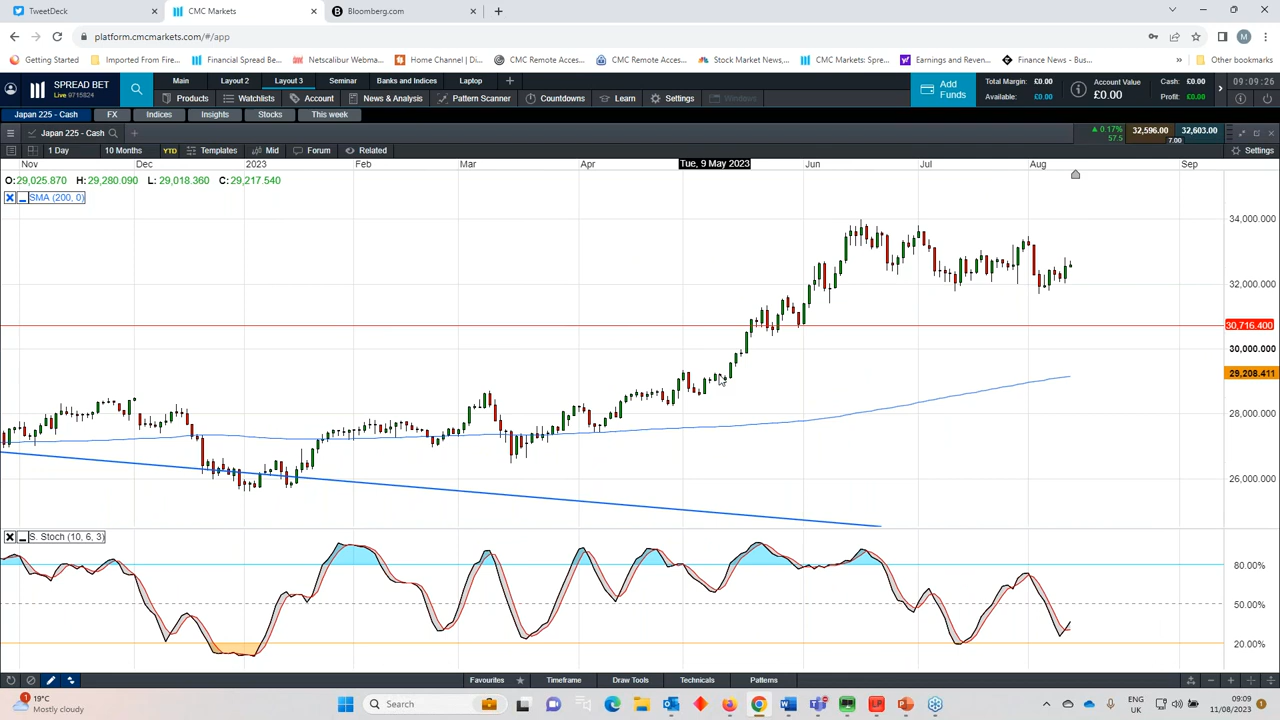 TweetDeck
CMC Markets
Bloomberg.com
platform.cmcmarkets.com/#/app
Getting Started
Imported From Fire...
Financial Spread Be...
Netscalibur Webma...
Home Channel | Di...
CMC Remote Acces...
CMC Remote Acce...
Stock Market News,...
CMC Markets: Spre...
Earnings and Reven...
Finance News - Bus...
Other bookmarks
SPREAD BET
Live 9715824
Main
Layout 2
Layout 3
Seminar
Banks and Indices
Laptop
Products
Watchlists
Account
News & Analysis
Pattern Scanner
Countdowns
Learn
Settings
Windows
Add Funds
Total Margin: £0.00
Available: £0.00
Account Value
£0.00
Cash: £0.00
Profit: £0.00
09:09:26
Japan 225 - Cash
FX
Indices
Insights
Stocks
This week
Japan 225 - Cash
0.17%
57.5
32,596.00
32,603.00
7.00
1 Day
10 Months
YTD
Templates
Mid
Forum
Related
Settings
Nov
Dec
2023
Feb
Mar
Apr
Tue, 9 May 2023
Jun
Jul
Aug
Sep
O:29,025.870 H:29,280.090 L:29,018.360 C:29,217.540
SMA (200, 0)
34,000.000
32,000.000
30,716.400
30,000.000
29,208.411
28,000.000
26,000.000
S. Stoch (10, 6, 3)
80.00%
50.00%
20.00%
Favourites
Timeframe
Draw Tools
Technicals
Patterns
19°C
Mostly cloudy
Search
ENG
UK
09:09
11/08/2023